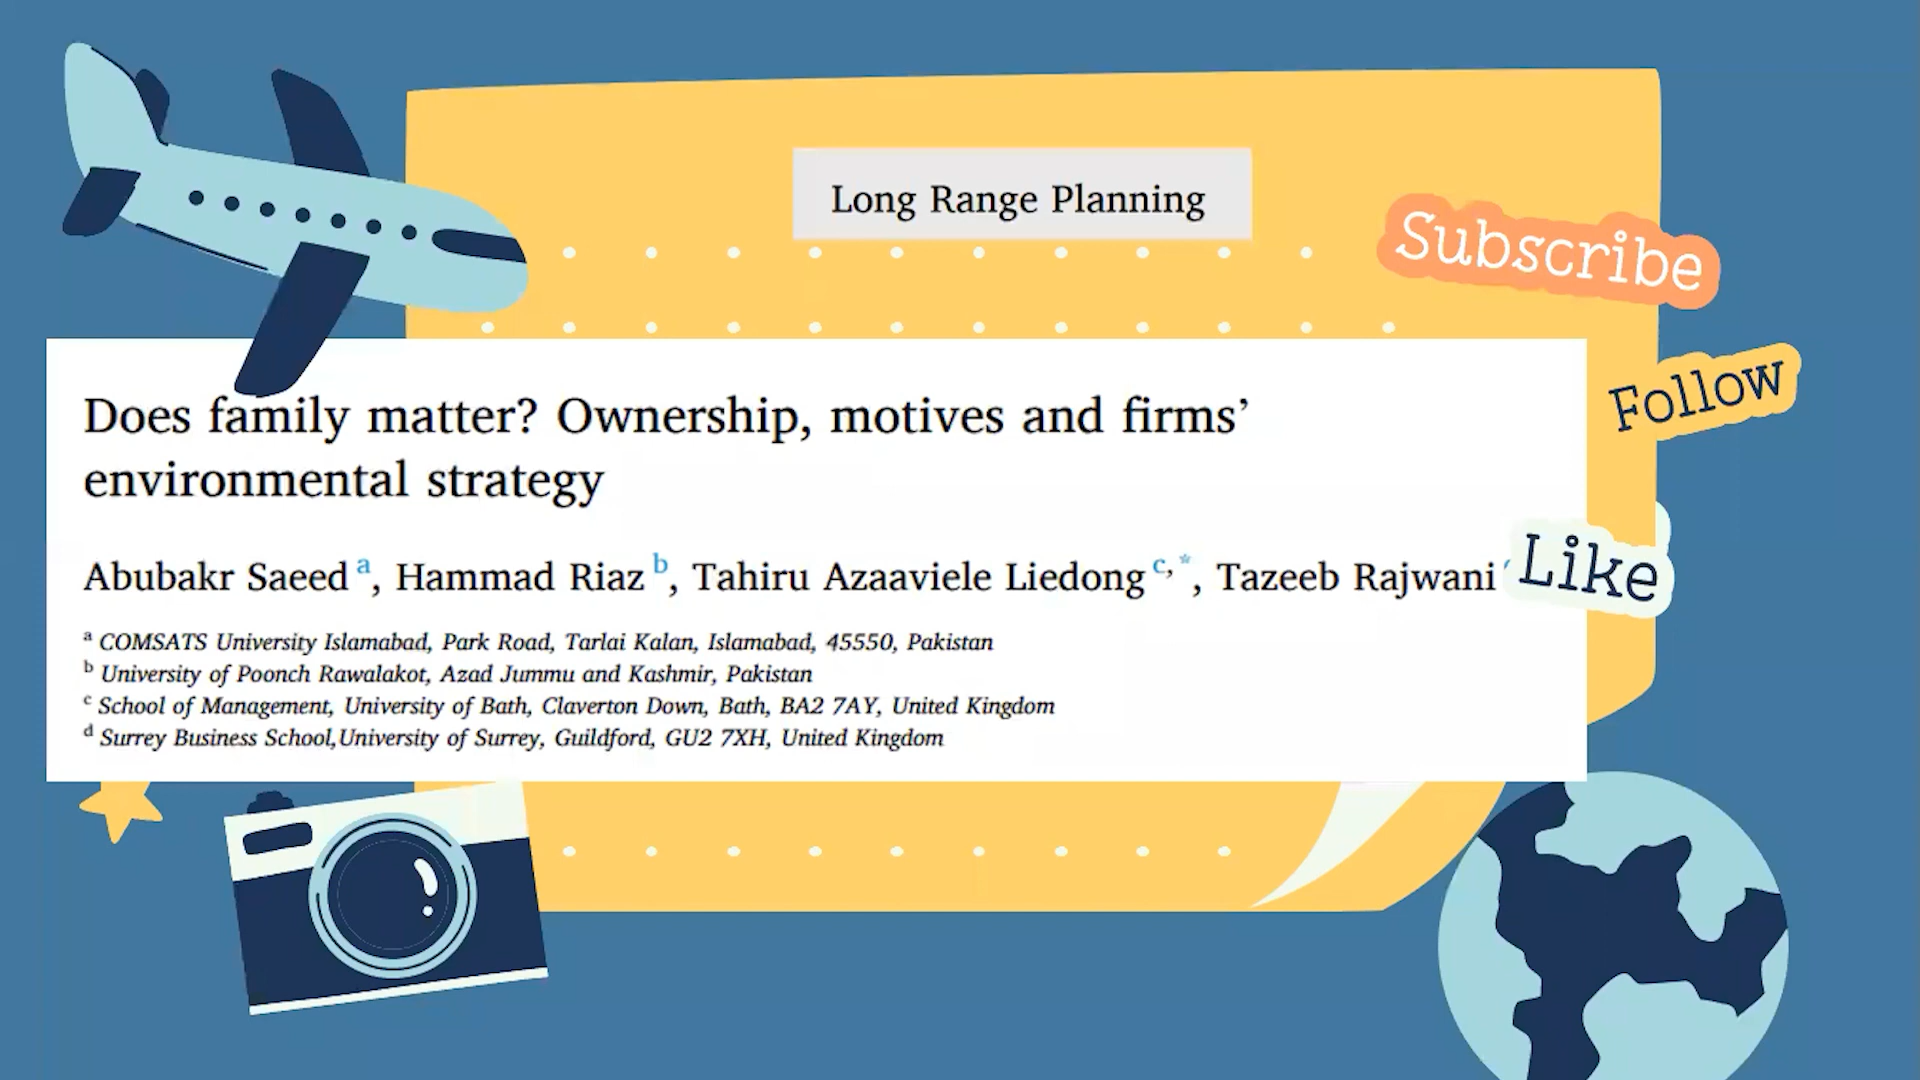 Long Range Planning
Subscribe
Follow
Does family matter? Ownership, motives and firms’
environmental strategy
Like
Abubakr Saeed a, Hammad Riaz b, Tahiru Azaaviele Liedong c, *, Tazeeb Rajwani
a COMSATS University Islamabad, Park Road, Tarlai Kalan, Islamabad, 45550, Pakistan
b University of Poonch Rawalakot, Azad Jummu and Kashmir, Pakistan
c School of Management, University of Bath, Claverton Down, Bath, BA2 7AY, United Kingdom
d Surrey Business School,University of Surrey, Guildford, GU2 7XH, United Kingdom